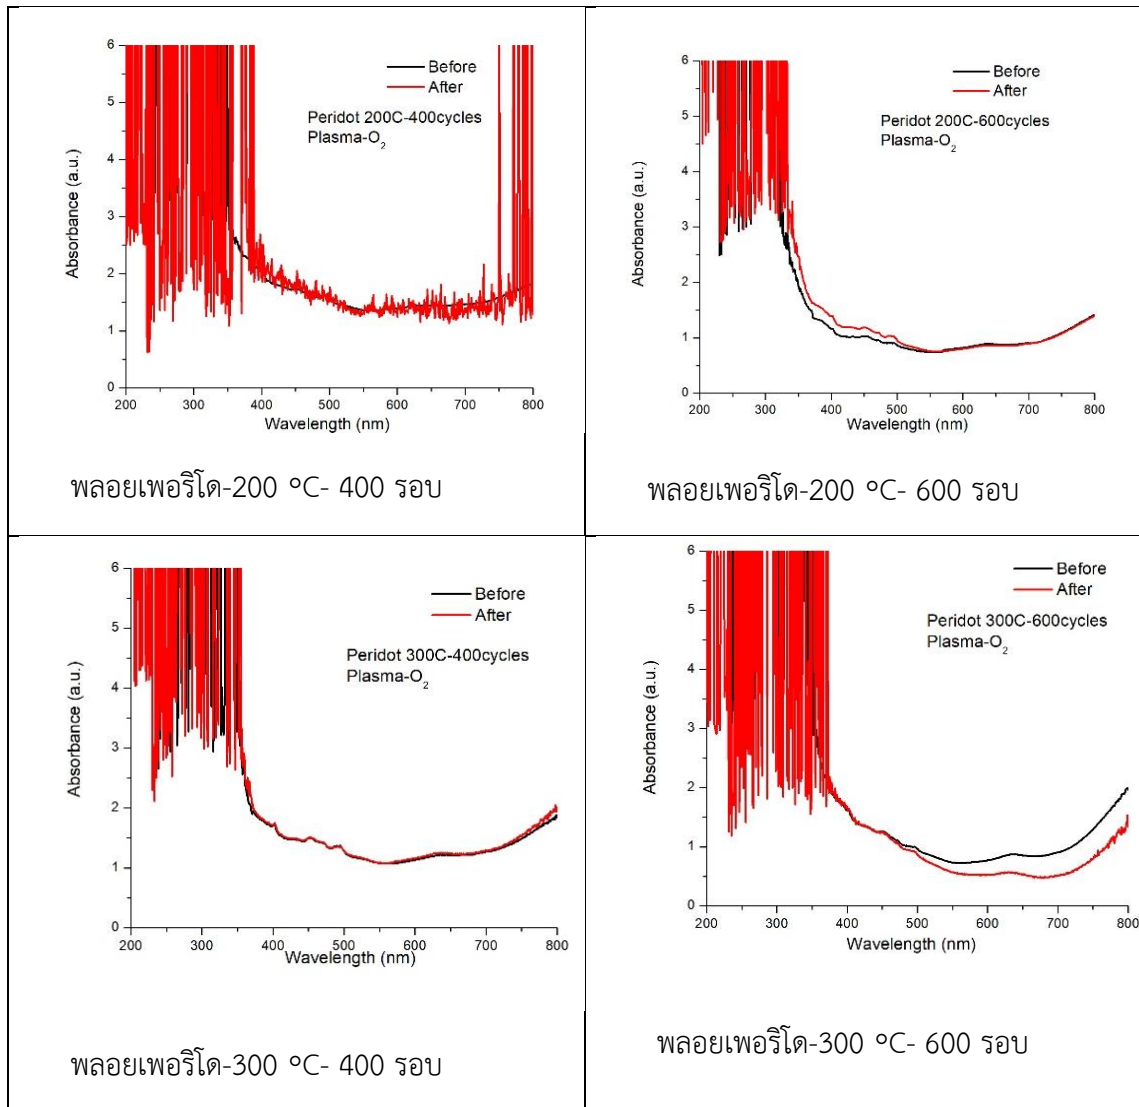 6
5
4
3
2
1
0
Absorbance (a.u.)
Before
After
Peridot 200C-400cycles
Plasma-O₂
200 300 400 500 600 700 800
Wavelength (nm)
พลอยเพอริโด-200 °C- 400 รอบ
6
5
4
3
2
1
0
Absorbance (a.u.)
Before
After
Peridot 200C-600cycles
Plasma-O₂
200 300 400 500 600 700 800
Wavelength (nm)
พลอยเพอริโด-200 °C- 600 รอบ
6
5
4
3
2
1
0
Absorbance (a.u.)
Before
After
Peridot 300C-400cycles
Plasma-O₂
200 300 400 500 600 700 800
Wavelength (nm)
พลอยเพอริโด-300 °C- 400 รอบ
6
5
4
3
2
1
0
Absorbance (a.u.)
Before
After
Peridot 300C-600cycles
Plasma-O₂
200 300 400 500 600 700 800
Wavelength (nm)
พลอยเพอริโด-300 °C- 600 รอบ